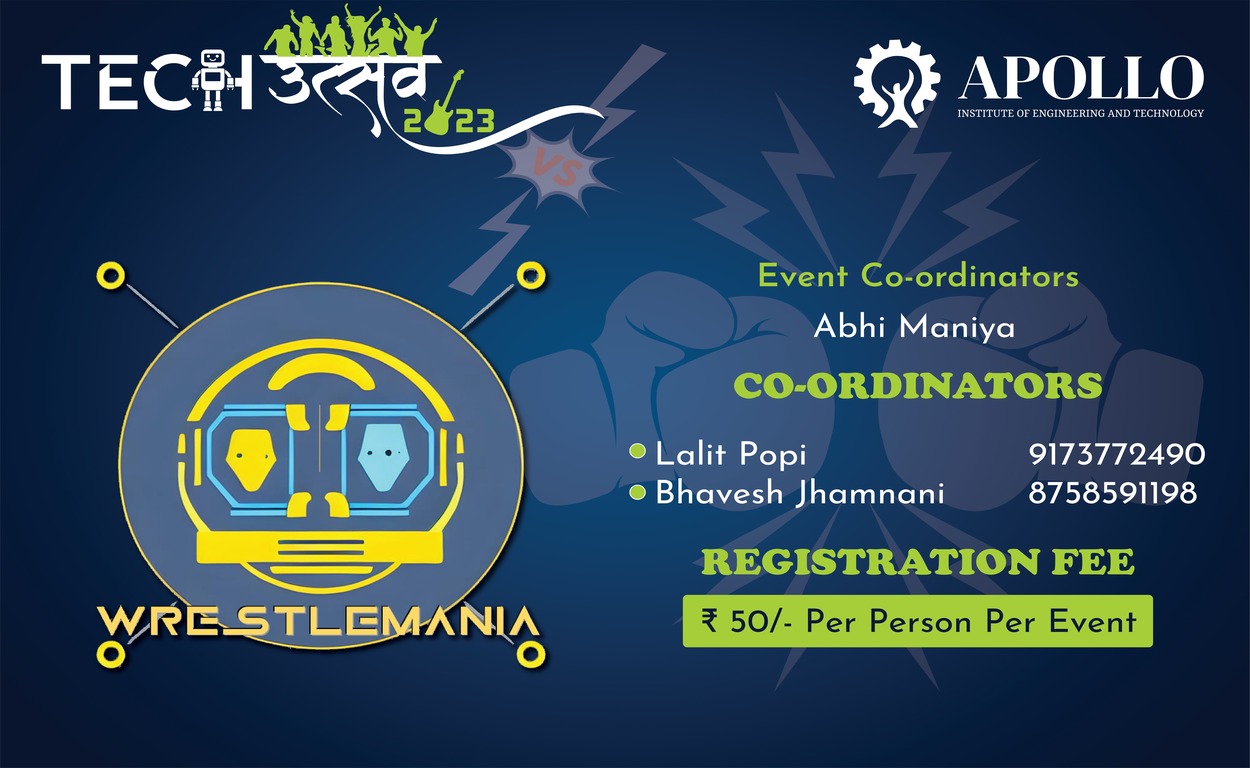 TECH उत्सव
2023
APOLLO
INSTITUTE OF ENGINEERING AND TECHNOLOGY
VS
Event Co-ordinators
Abhi Maniya
CO-ORDINATORS
Lalit Popi 9173772490
Bhavesh Jhamnani 8758591198
REGISTRATION FEE
₹ 50/- Per Person Per Event
WRESTLEMANIA